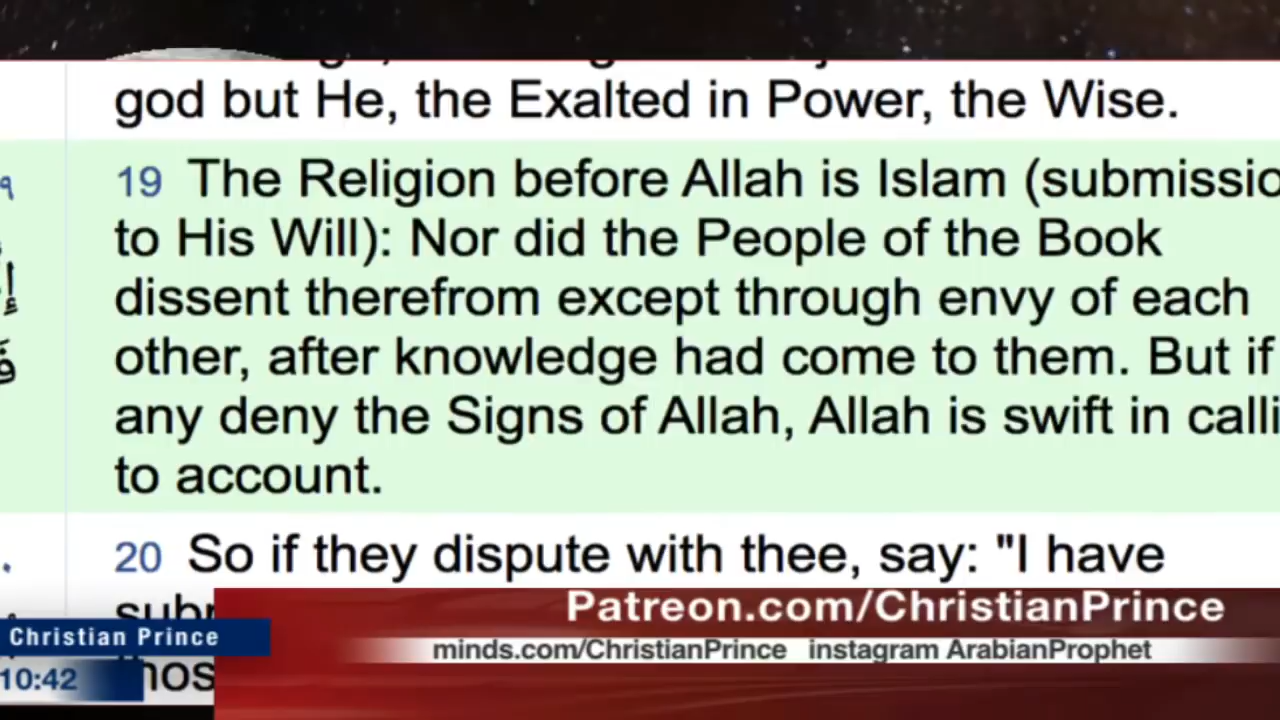 god but He, the Exalted in Power, the Wise.
19 The Religion before Allah is Islam (submissio
to His Will): Nor did the People of the Book
dissent therefrom except through envy of each
other, after knowledge had come to them. But if
any deny the Signs of Allah, Allah is swift in calli
to account.
20 So if they dispute with thee, say: "I have
Patreon.com/ChristianPrince
Christian Prince
minds.com/ChristianPrince instagram ArabianProphet
10:42